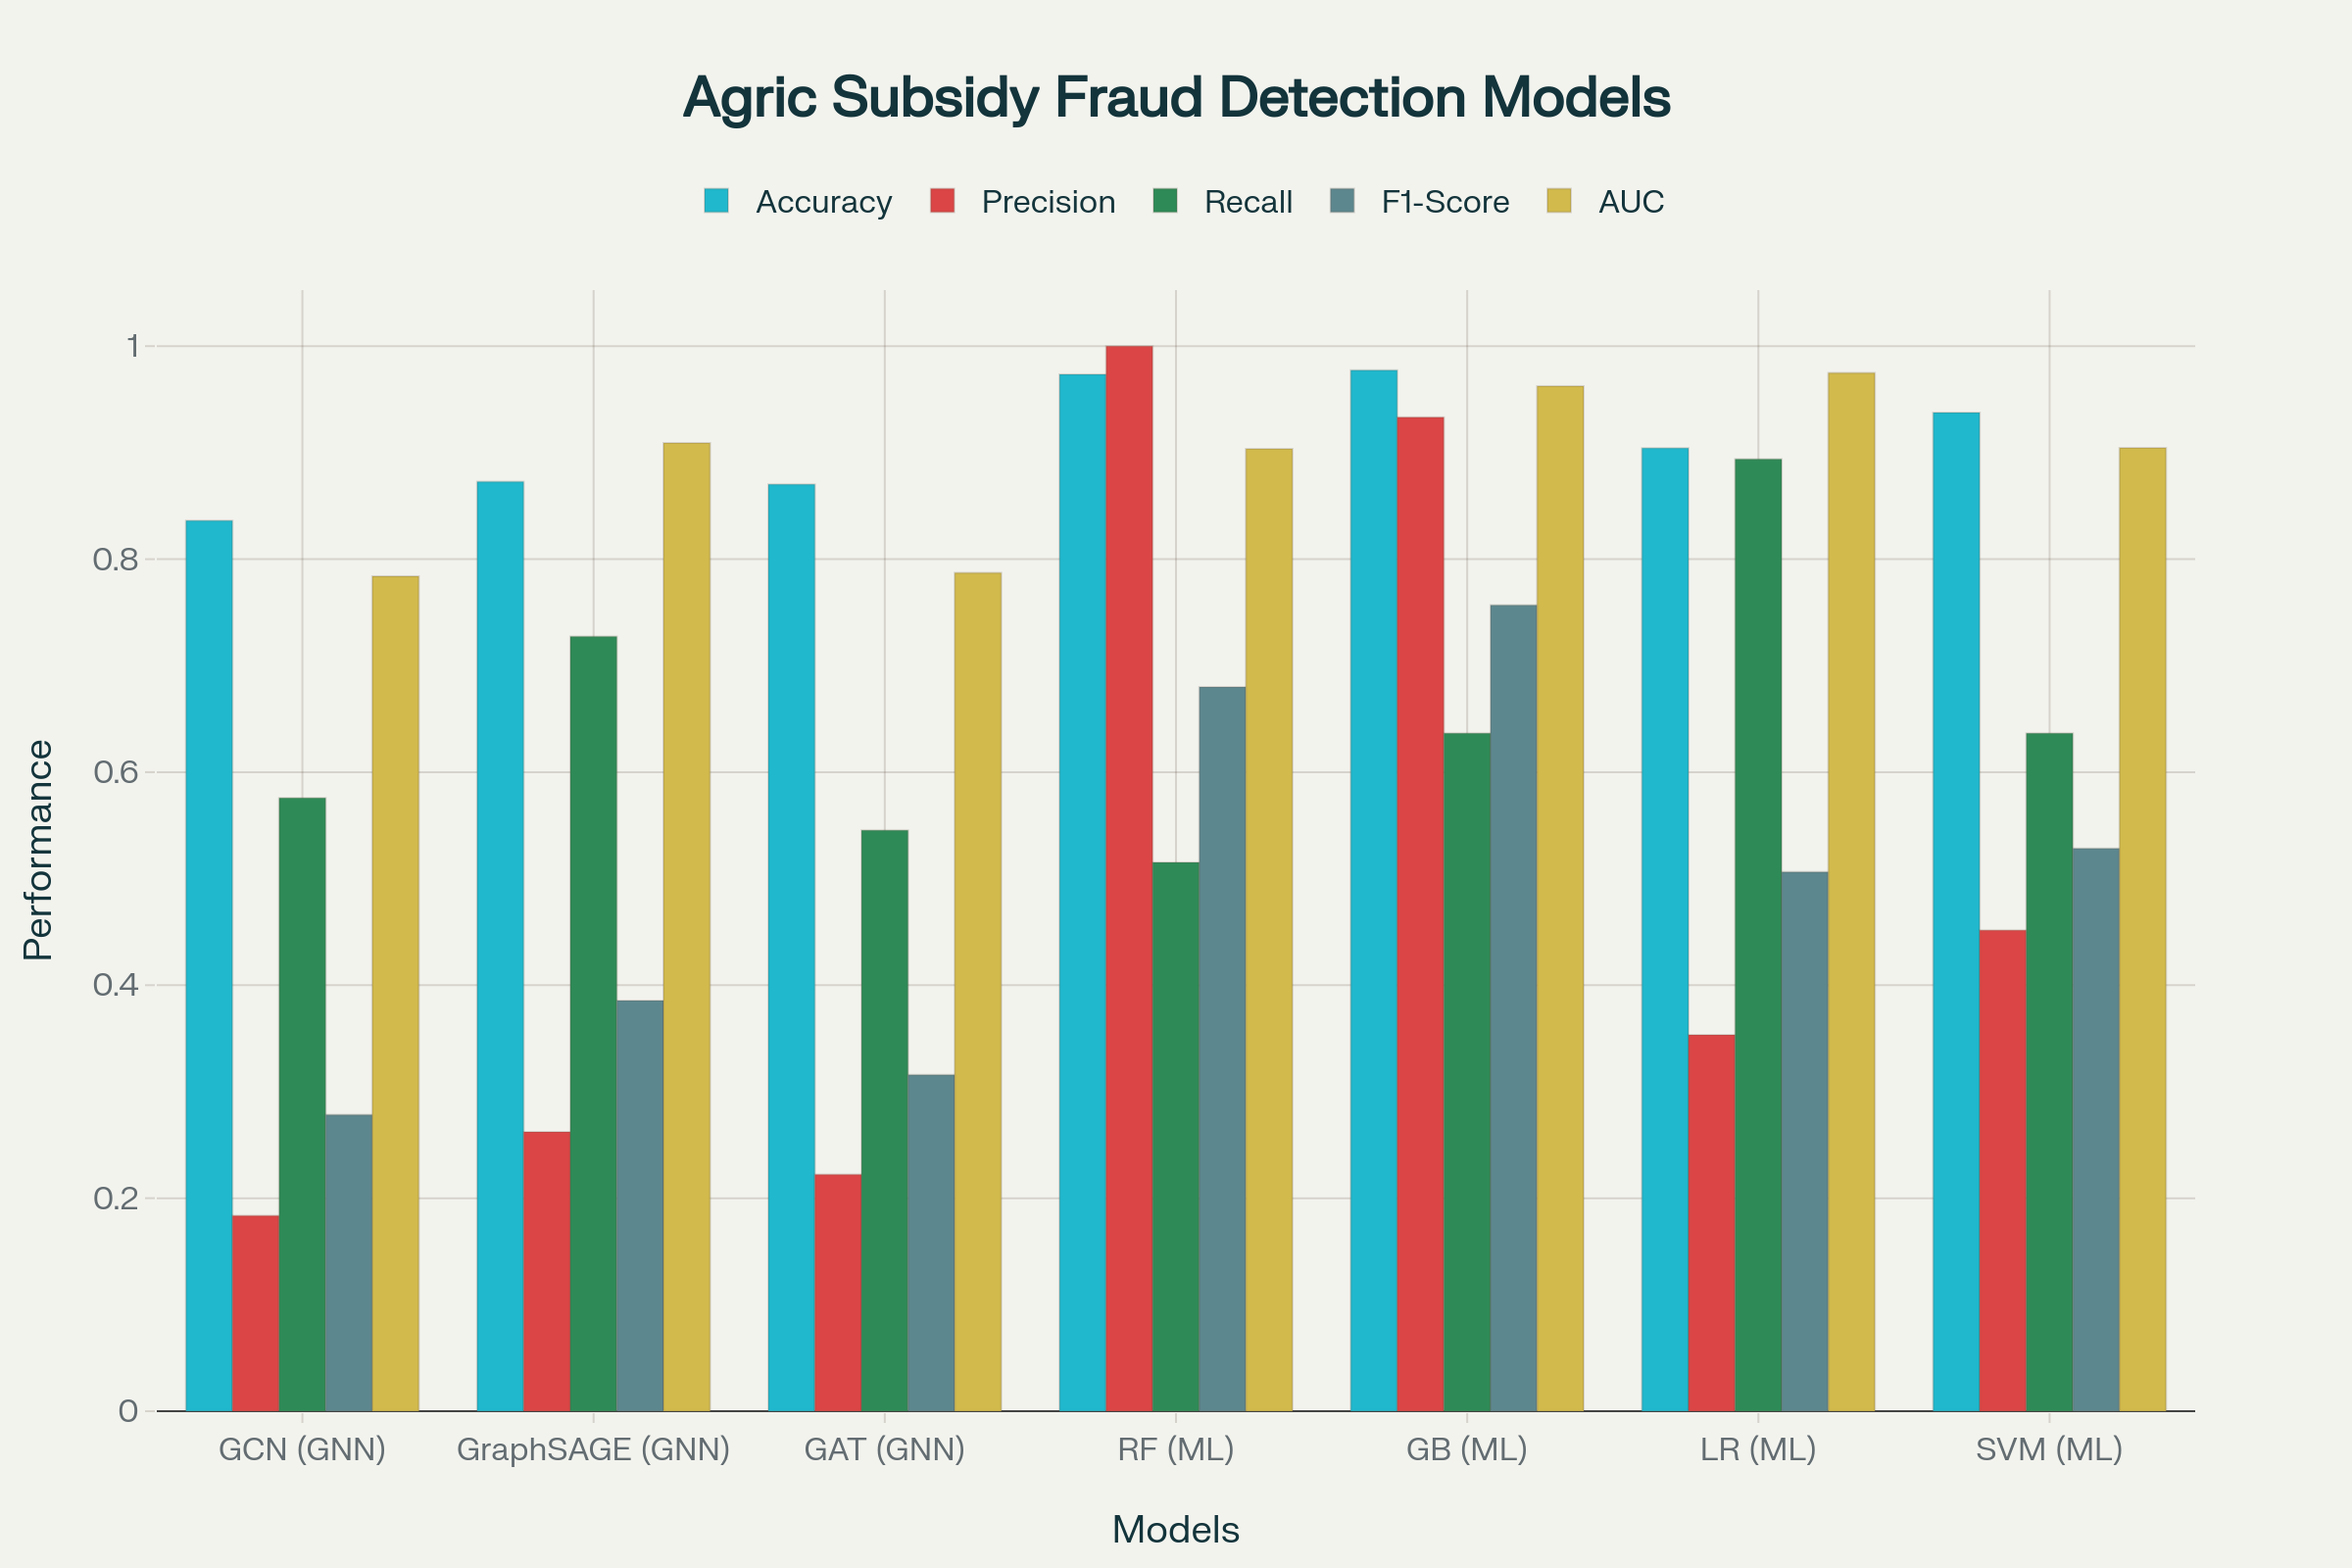 Agric Subsidy Fraud Detection Models
Accuracy Precision Recall F1-Score AUC
1
0.8
0.6
0.4
0.2
0
Performance
GCN (GNN) GraphSAGE (GNN) GAT (GNN) RF (ML) GB (ML) LR (ML) SVM (ML)
Models